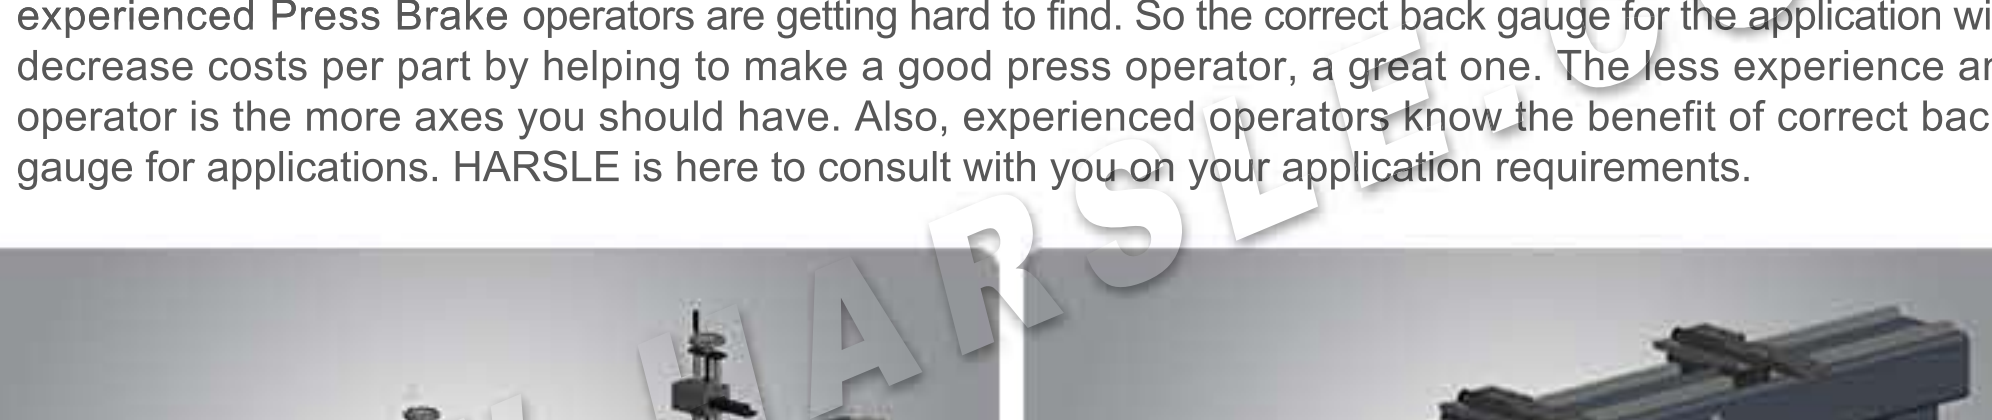 experienced Press Brake operators are getting hard to find. So the correct back gauge for the application wi
decrease costs per part by helping to make a good press operator, a great one. The less experience an
operator is the more axes you should have. Also, experienced operators know the benefit of correct bac
gauge for applications. HARSLE is here to consult with you on your application requirements.
HARSLE.CO